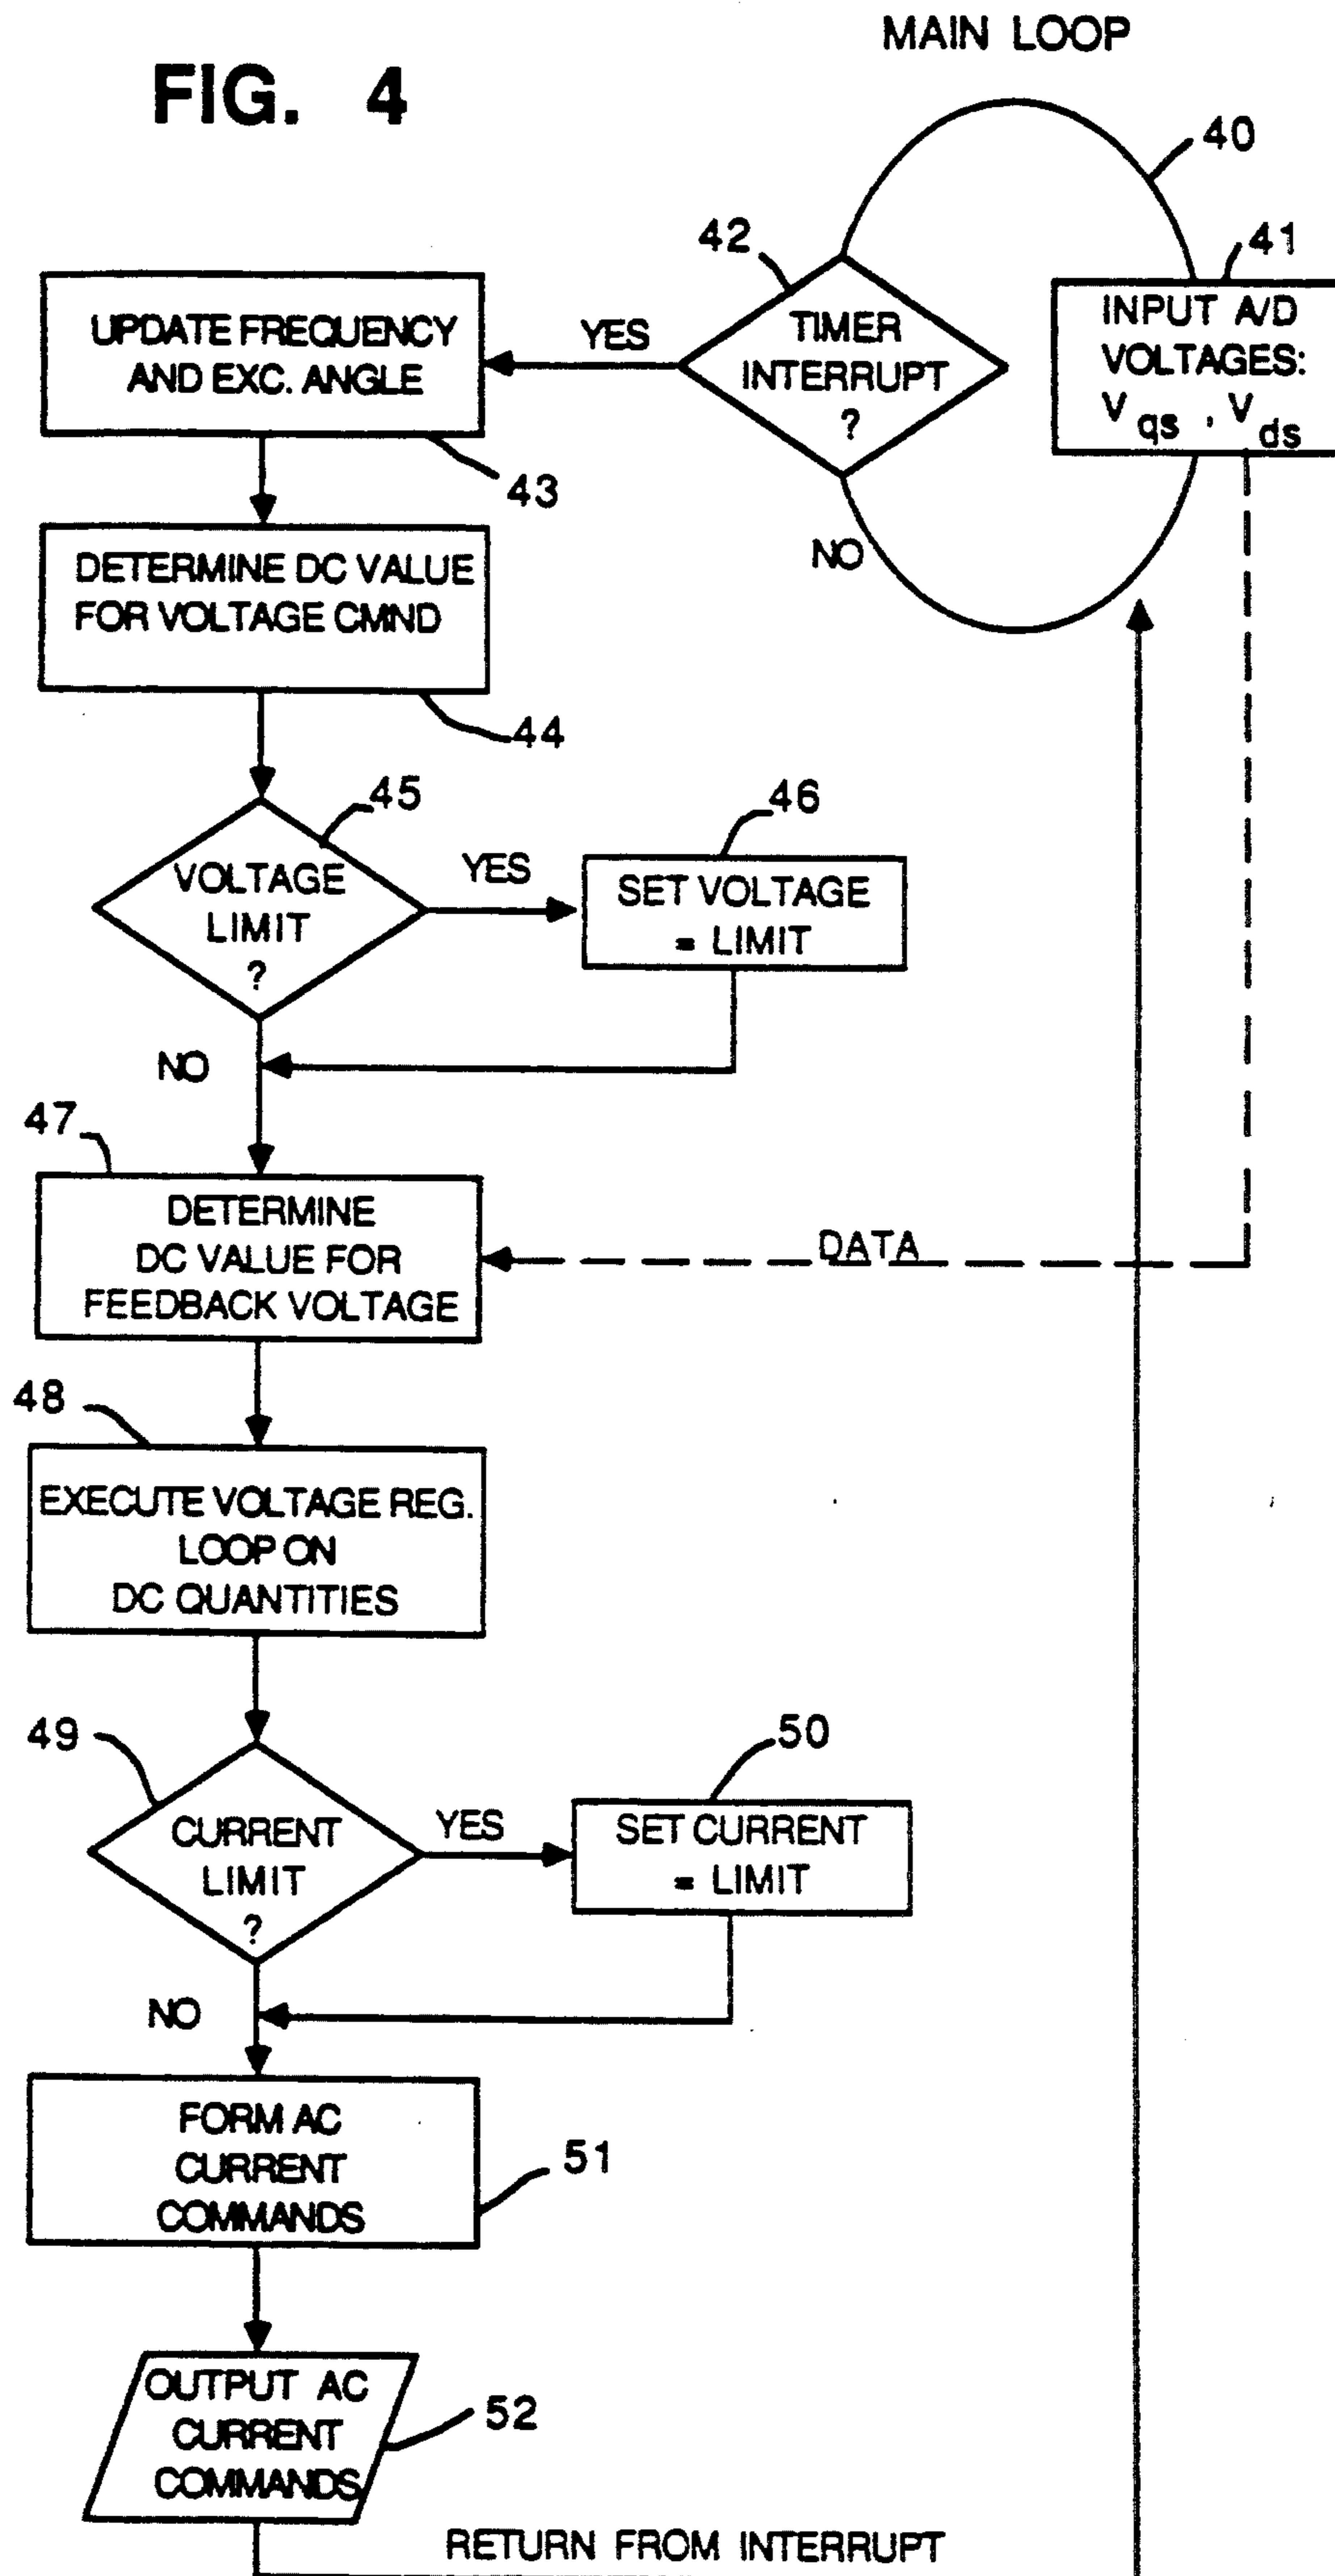 MAIN LOOP
FIG. 4
40
42
41
TIMER
INTERRUPT
?
YES
NO
INPUT A/D
VOLTAGES:
V qs , V ds
UPDATE FREQUENCY
AND EXC. ANGLE
43
DETERMINE DC VALUE
FOR VOLTAGE CMND
44
45
VOLTAGE
LIMIT
?
YES
46
SET VOLTAGE
= LIMIT
NO
47
DETERMINE
DC VALUE FOR
FEEDBACK VOLTAGE
DATA
48
EXECUTE VOLTAGE REG.
LOOP ON
DC QUANTITIES
49
CURRENT
LIMIT
?
YES
50
SET CURRENT
= LIMIT
NO
FORM AC
CURRENT
COMMANDS
51
OUTPUT AC
CURRENT
COMMANDS
52
RETURN FROM INTERRUPT